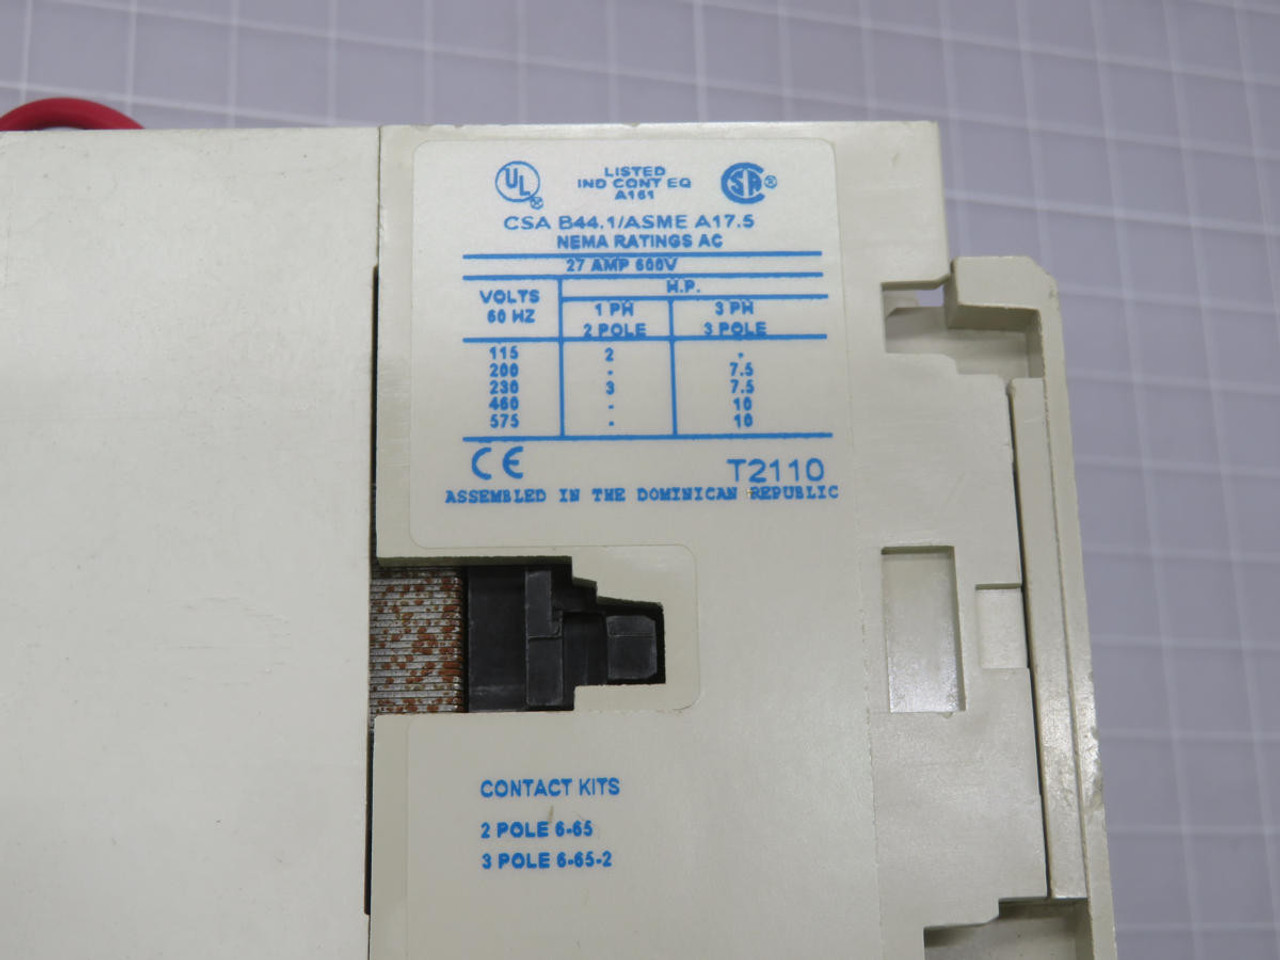 UL ®
LISTED
IND CONT EQ
A161
CSA ®
CSA B44.1/ASME A17.5
NEMA RATINGS AC
27 AMP 600V
VOLTS
60 HZ
H.P.
1 PH
2 POLE
3 PH
3 POLE
115 2 -
200 - 7.5
230 3 7.5
460 - 10
575 - 10
CE
T2110
ASSEMBLED IN THE DOMINICAN REPUBLIC
CONTACT KITS
2 POLE 6-65
3 POLE 6-65-2